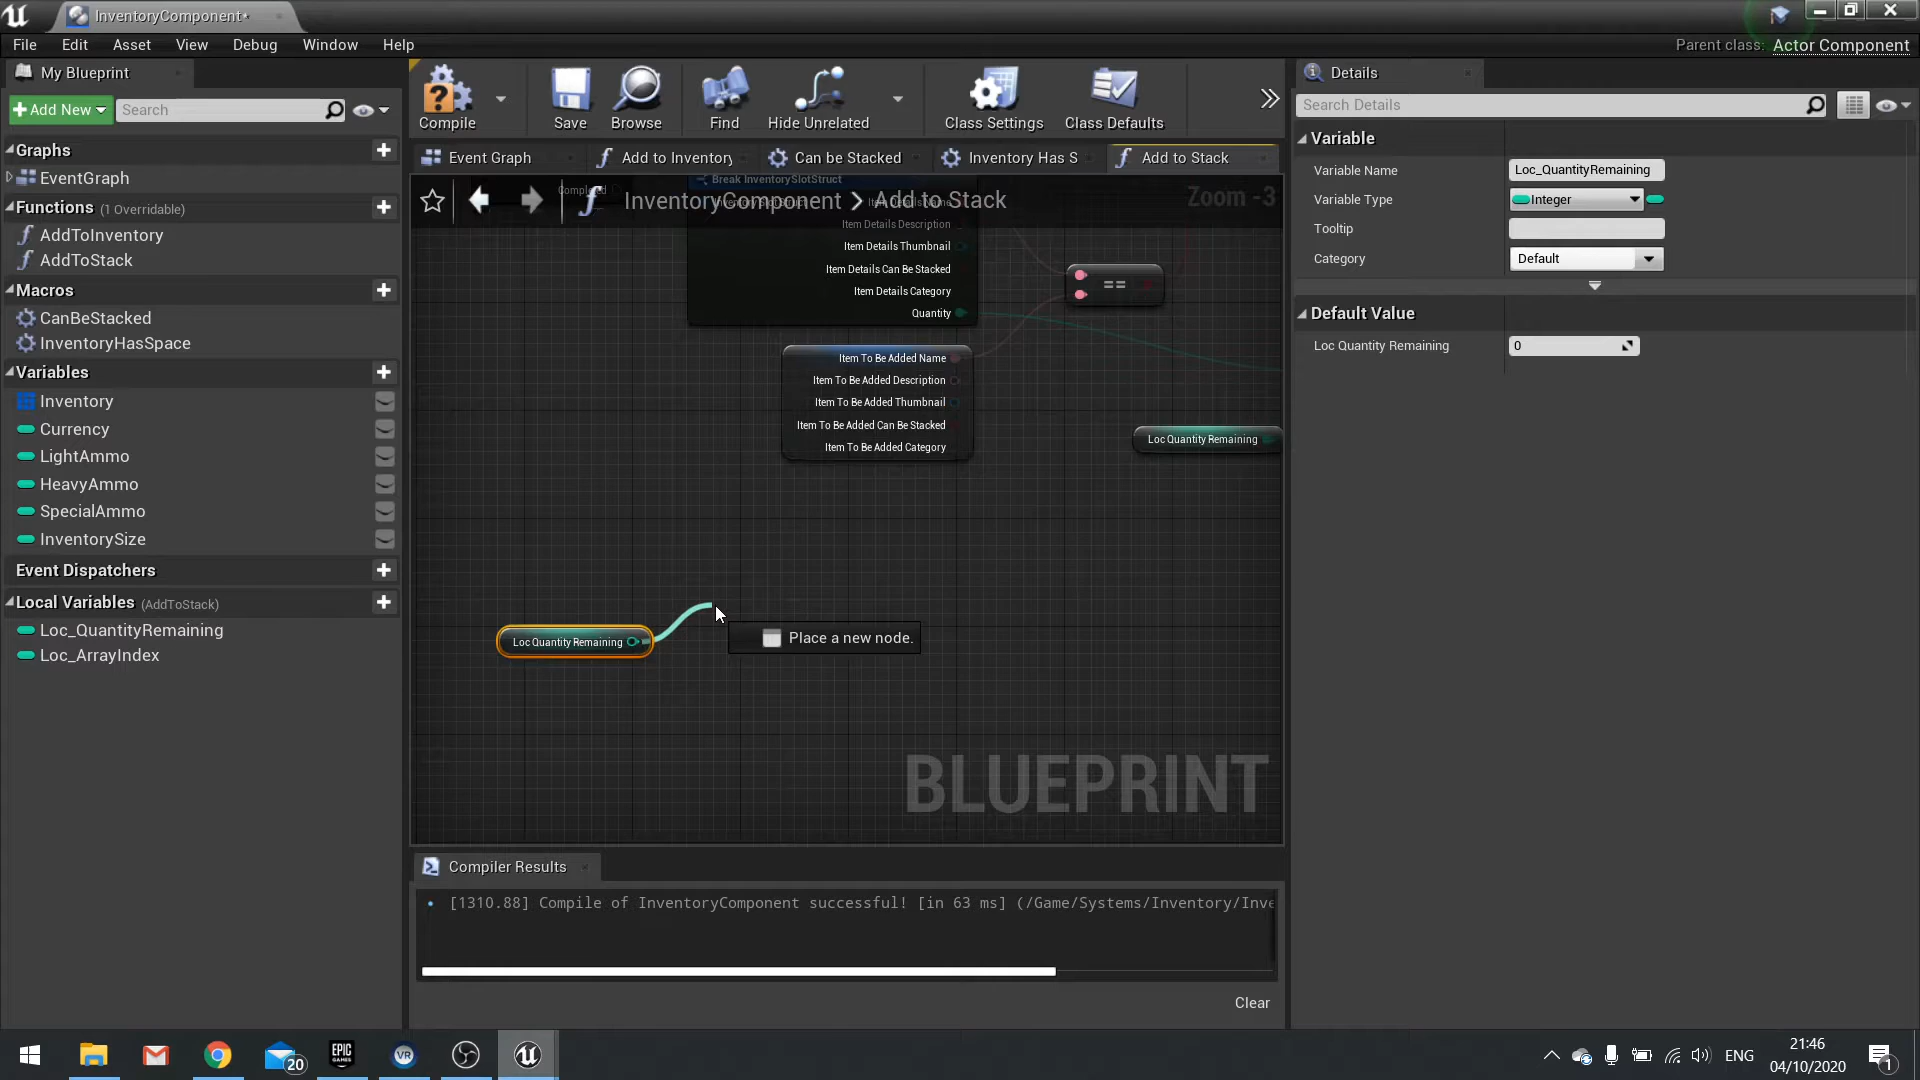 InventoryComponent*
File Edit Asset View Debug Window Help
Parent class: Actor Component
My Blueprint
Add New
Search
Graphs
EventGraph
Functions (1 Overridable)
AddToInventory
AddToStack
Macros
CanBeStacked
InventoryHasSpace
Variables
Inventory
Currency
LightAmmo
HeavyAmmo
SpecialAmmo
InventorySize
Event Dispatchers
Local Variables (AddToStack)
Loc_QuantityRemaining
Loc_ArrayIndex
Compile
Save
Browse
Find
Hide Unrelated
Class Settings
Class Defaults
Event Graph
Add to Inventory
Can be Stacked
Inventory Has S
Add to Stack
InventoryComponent > Add to Stack
Zoom -3
Completed
Break InventorySlotStruct
Item Details Description
Item Details Thumbnail
Item Details Can Be Stacked
Item Details Category
Quantity
==
Item To Be Added Name
Item To Be Added Description
Item To Be Added Thumbnail
Item To Be Added Can Be Stacked
Item To Be Added Category
Loc Quantity Remaining
Loc Quantity Remaining
Place a new node.
BLUEPRINT
Compiler Results
[1310.88] Compile of InventoryComponent successful! [in 63 ms] (/Game/Systems/Inventory/Inve
Clear
Details
Search Details
Variable
Variable Name Loc_QuantityRemaining
Variable Type Integer
Tooltip
Category Default
Default Value
Loc Quantity Remaining 0
20
EPIC
GAMES
VR
ENG
21:46
04/10/2020
1